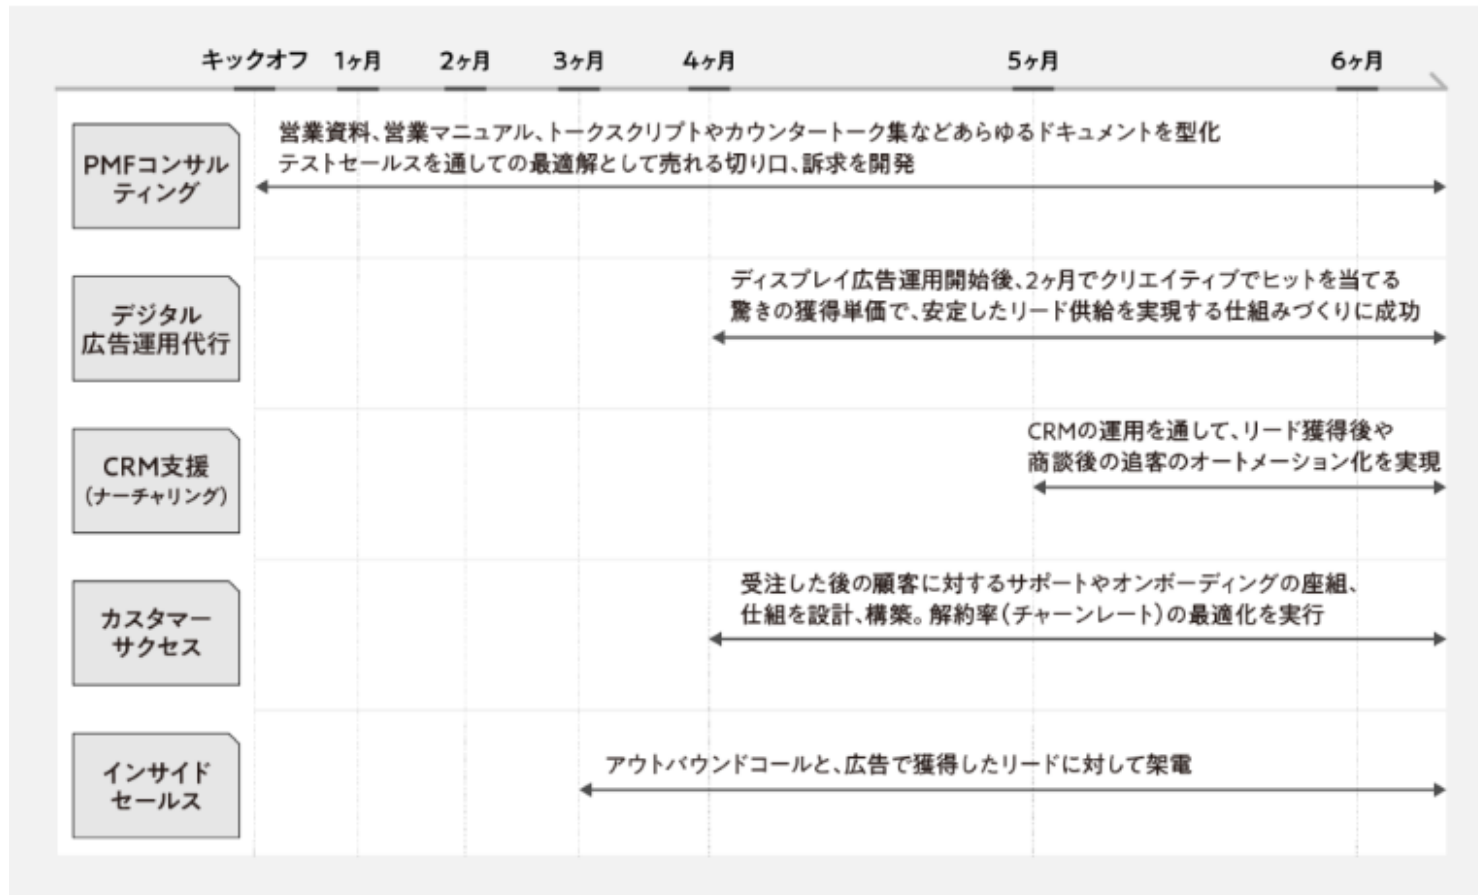 キックオフ 1ヶ月 2ヶ月 3ヶ月 4ヶ月 5ヶ月 6ヶ月
PMFコンサル
ティング
営業資料、営業マニュアル、トークスクリプトやカウンタートーク集などあらゆるドキュメントを型化
テストセールスを通しての最適解として売れる切り口、訴求を開発
デジタル
広告運用代行
ディスプレイ広告運用開始後、2ヶ月でクリエイティブでヒットを当てる
驚きの獲得単価で、安定したリード供給を実現する仕組みづくりに成功
CRM支援
（ナーチャリング）
CRMの運用を通して、リード獲得後や
商談後の追客のオートメーション化を実現
カスタマー
サクセス
受注した後の顧客に対するサポートやオンボーディングの座組、
仕組を設計、構築。解約率（チャーンレート）の最適化を実行
インサイド
セールス
アウトバウンドコールと、広告で獲得したリードに対して架電